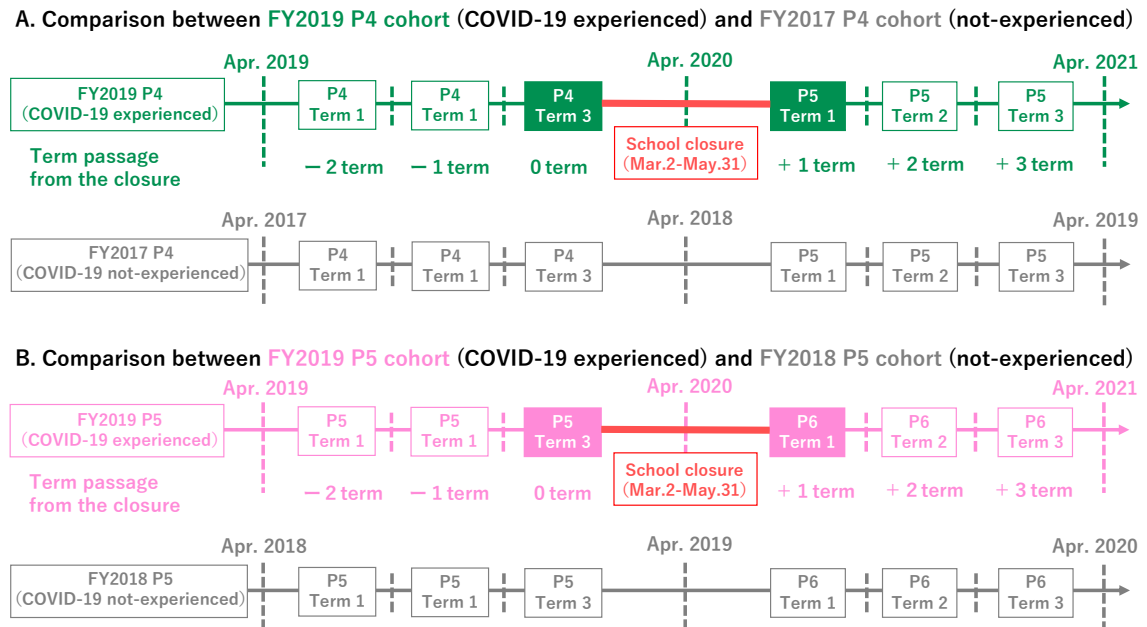 A. Comparison between FY2019 P4 cohort (COVID-19 experienced) and FY2017 P4 cohort (not-experienced)
Apr. 2019 Apr. 2020 Apr. 2021
FY2019 P4
(COVID-19 experienced)
P4
Term 1
P4
Term 1
P4
Term 3
P5
Term 1
P5
Term 2
P5
Term 3
School closure
(Mar.2-May.31)
Term passage
from the closure
− 2 term − 1 term 0 term + 1 term + 2 term + 3 term
Apr. 2017 Apr. 2018 Apr. 2019
FY2017 P4
(COVID-19 not-experienced)
P4
Term 1
P4
Term 1
P4
Term 3
P5
Term 1
P5
Term 2
P5
Term 3
B. Comparison between FY2019 P5 cohort (COVID-19 experienced) and FY2018 P5 cohort (not-experienced)
Apr. 2019 Apr. 2020 Apr. 2021
FY2019 P5
(COVID-19 experienced)
P5
Term 1
P5
Term 1
P5
Term 3
P6
Term 1
P6
Term 2
P6
Term 3
School closure
(Mar.2-May.31)
Term passage
from the closure
− 2 term − 1 term 0 term + 1 term + 2 term + 3 term
Apr. 2018 Apr. 2019 Apr. 2020
FY2018 P5
(COVID-19 not-experienced)
P5
Term 1
P5
Term 1
P5
Term 3
P6
Term 1
P6
Term 2
P6
Term 3